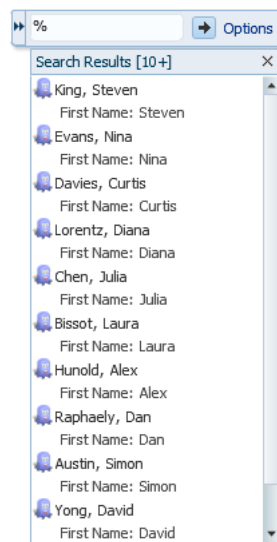 %
Options
Search Results [10+]
King, Steven
First Name: Steven
Evans, Nina
First Name: Nina
Davies, Curtis
First Name: Curtis
Lorentz, Diana
First Name: Diana
Chen, Julia
First Name: Julia
Bissot, Laura
First Name: Laura
Hunold, Alex
First Name: Alex
Raphaely, Dan
First Name: Dan
Austin, Simon
First Name: Simon
Yong, David
First Name: David